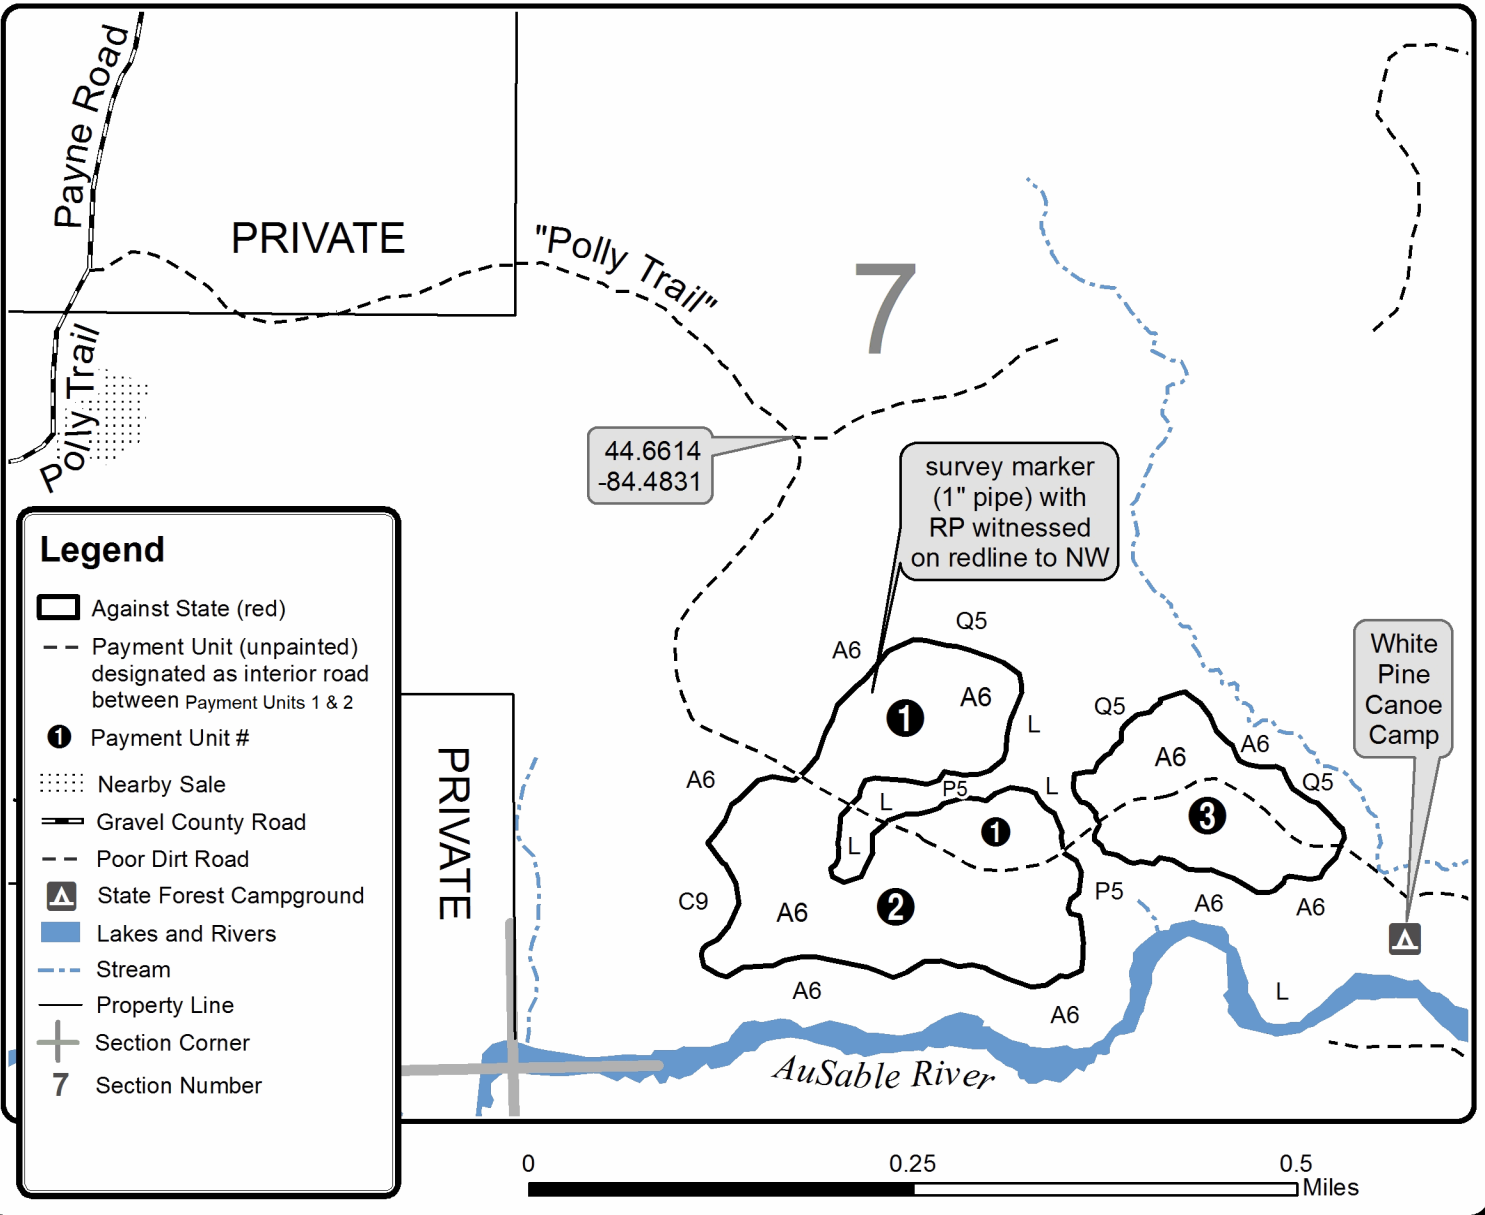 Payne Road
PRIVATE
"Polly Trail"
7
Polly Trail
44.6614
-84.4831
survey marker
(1" pipe) with
RP witnessed
on redline to NW
Q5
A6
A6
1
L
White
Pine
Canoe
Camp
Q5
A6
A6
Q5
A6
P5
L
L
1
3
L
PRIVATE
C9
A6
2
P5
A6
A6
A6
L
A6
AuSable River
Legend
Against State (red)
Payment Unit (unpainted)
designated as interior road
between Payment Units 1 & 2
1 Payment Unit #
Nearby Sale
Gravel County Road
Poor Dirt Road
State Forest Campground
Lakes and Rivers
Stream
Property Line
Section Corner
7 Section Number
0 0.25 0.5
Miles